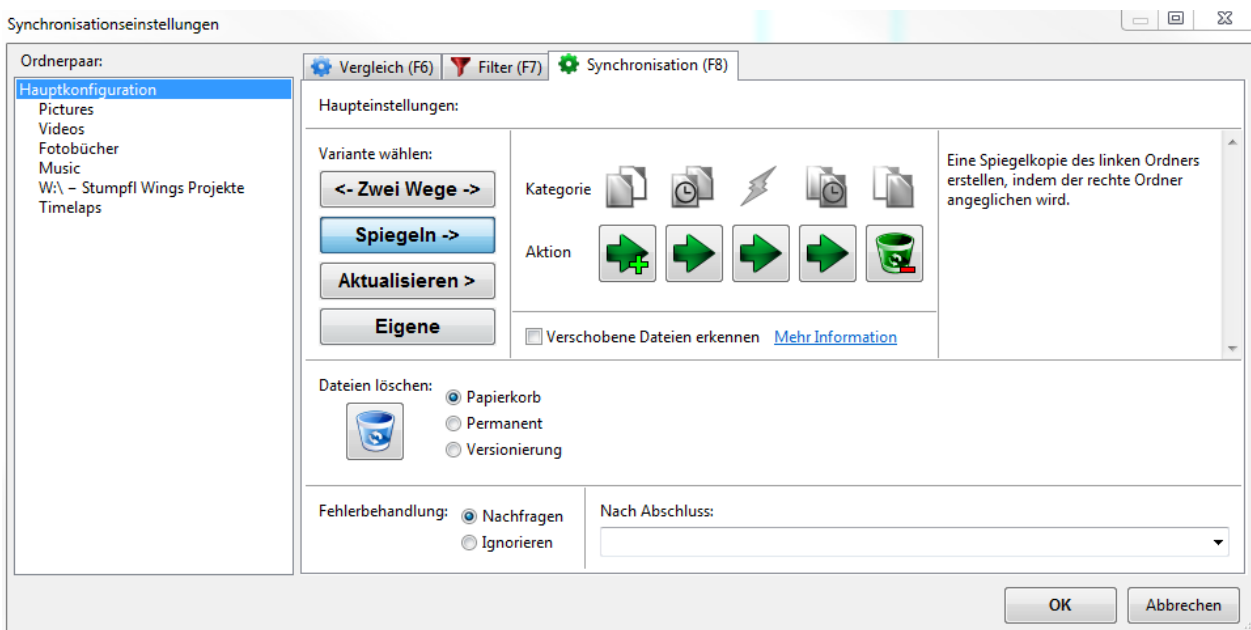 Synchronisationseinstellungen
Ordnerpaar:
Hauptkonfiguration
Pictures
Videos
Fotobücher
Music
W:\ – Stumpfl Wings Projekte
Timelaps
Vergleich (F6)
Filter (F7)
Synchronisation (F8)
Haupteinstellungen:
Variante wählen:
<- Zwei Wege ->
Spiegeln ->
Aktualisieren >
Eigene
Kategorie
Aktion
Verschobene Dateien erkennen Mehr Information
Eine Spiegelkopie des linken Ordners
erstellen, indem der rechte Ordner
angeglichen wird.
Dateien löschen:
Papierkorb
Permanent
Versionierung
Fehlerbehandlung:
Nachfragen
Ignorieren
Nach Abschluss:
OK
Abbrechen